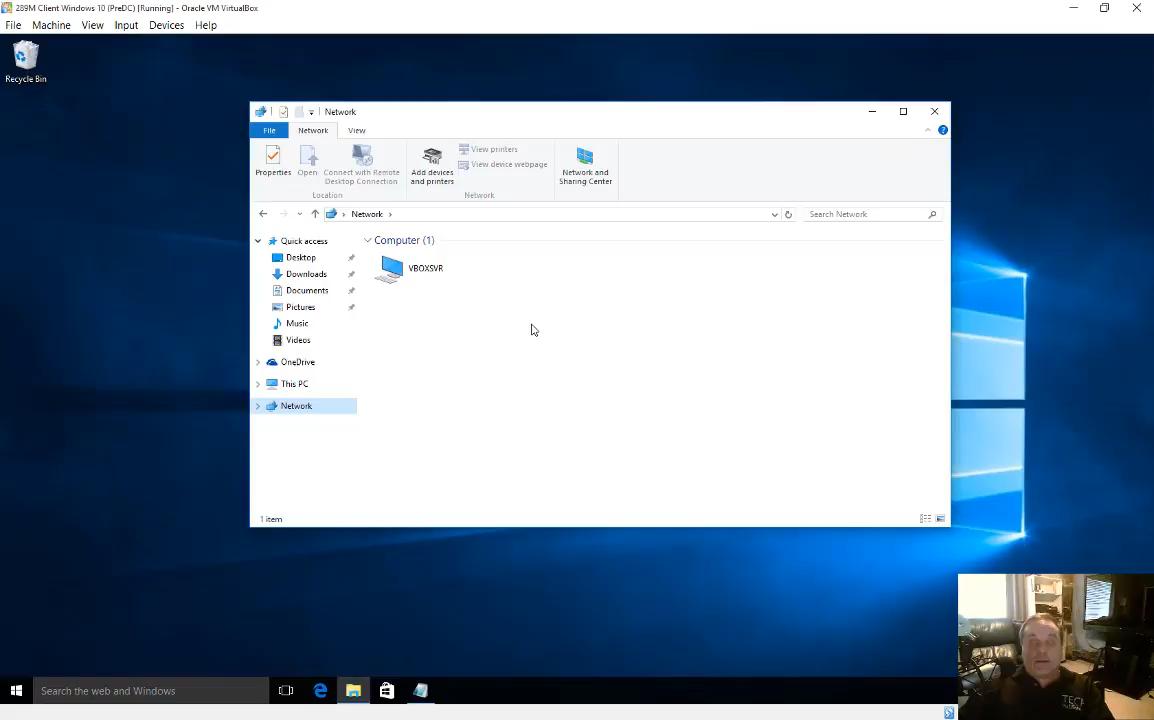 289M Client Windows 10 (PreDC) [Running] - Oracle VM VirtualBox
File Machine View Input Devices Help
Recycle Bin
Network
File Network View
Properties
Open
Connect with Remote Desktop Connection
Location
Add devices and printers
View printers
View device webpage
Network
Network and Sharing Center
Network
Search Network
Quick access
Desktop
Downloads
Documents
Pictures
Music
Videos
OneDrive
This PC
Network
Computer (1)
VBOXSVR
1 item
TECH
Search the web and Windows